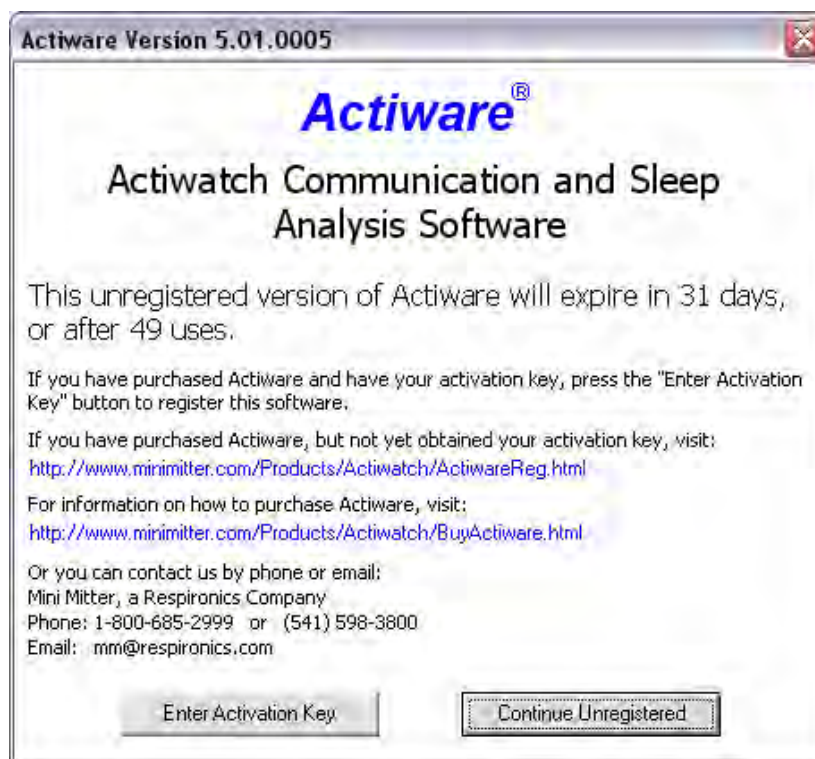 Actiware Version 5.01.0005
Actiware®
Actiwatch Communication and Sleep
Analysis Software
This unregistered version of Actiware will expire in 31 days,
or after 49 uses.
If you have purchased Actiware and have your activation key, press the "Enter Activation
Key" button to register this software.
If you have purchased Actiware, but not yet obtained your activation key, visit:
http://www.minimitter.com/Products/Actiwatch/ActiwareReg.html
For information on how to purchase Actiware, visit:
http://www.minimitter.com/Products/Actiwatch/BuyActiware.html
Or you can contact us by phone or email:
Mini Mitter, a Respironics Company
Phone: 1-800-685-2999 or (541) 598-3800
Email: mm@respironics.com
Enter Activation Key Continue Unregistered